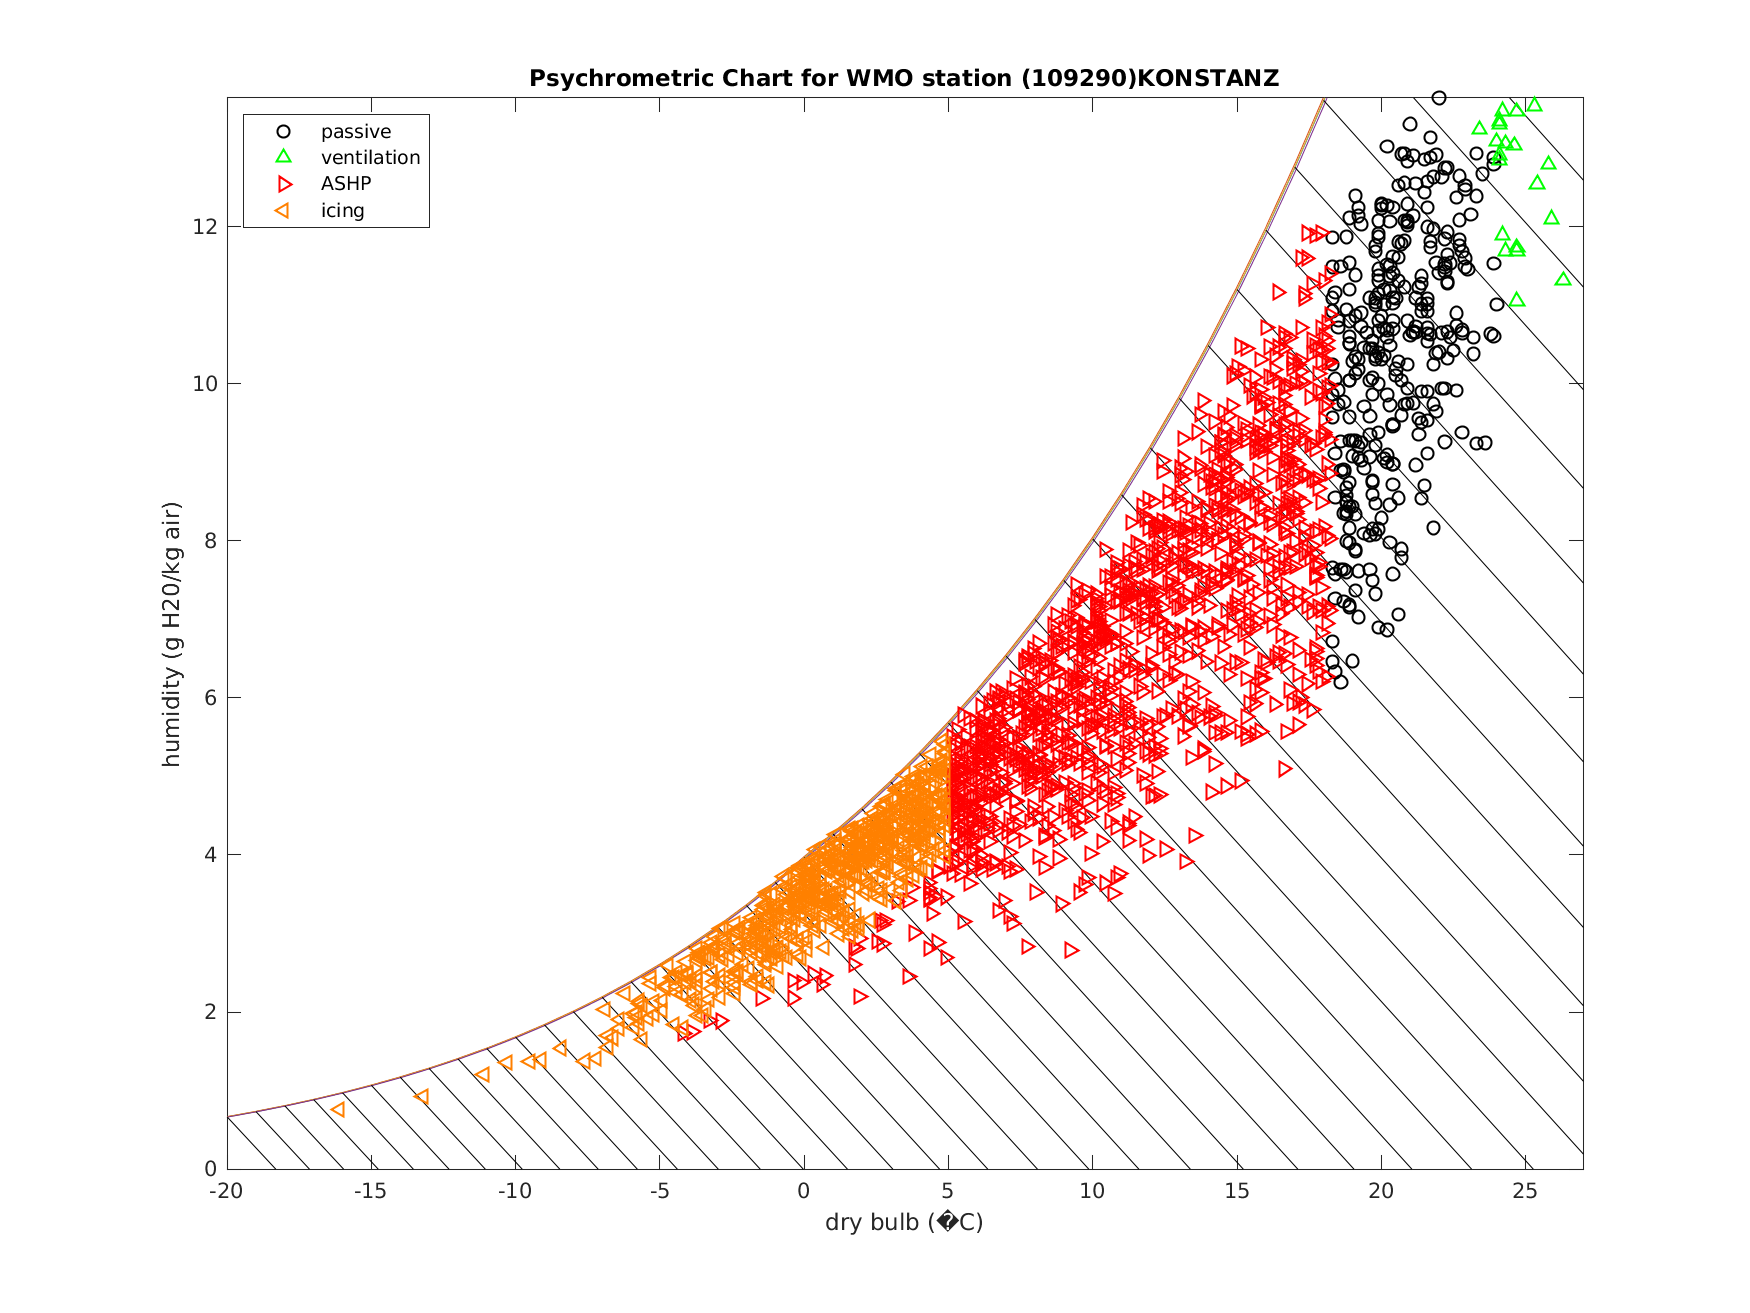 Psychrometric Chart for WMO station (109290)KONSTANZ
passive
ventilation
ASHP
icing
humidity (g H20/kg air)
12
10
8
6
4
2
0
-20 -15 -10 -5 0 5 10 15 20 25
dry bulb (�C)